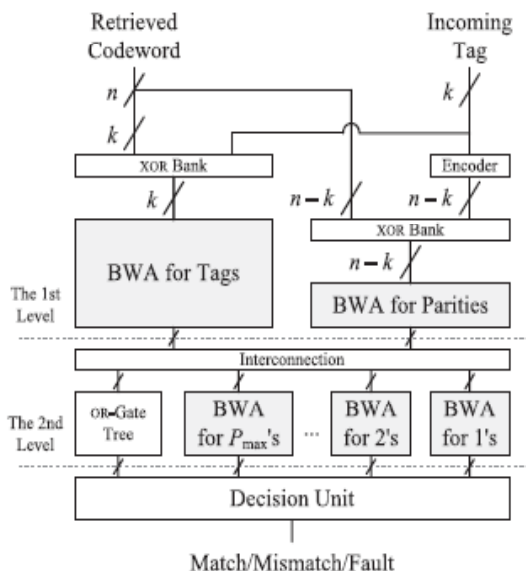 Retrieved Codeword
Incoming Tag
n
k
k
XOR Bank
Encoder
k
n − k
n − k
XOR Bank
n − k
BWA for Tags
BWA for Parities
The 1st Level
Interconnection
The 2nd Level
OR-Gate Tree
BWA for Pmax's
...
BWA for 2's
BWA for 1's
Decision Unit
Match/Mismatch/Fault